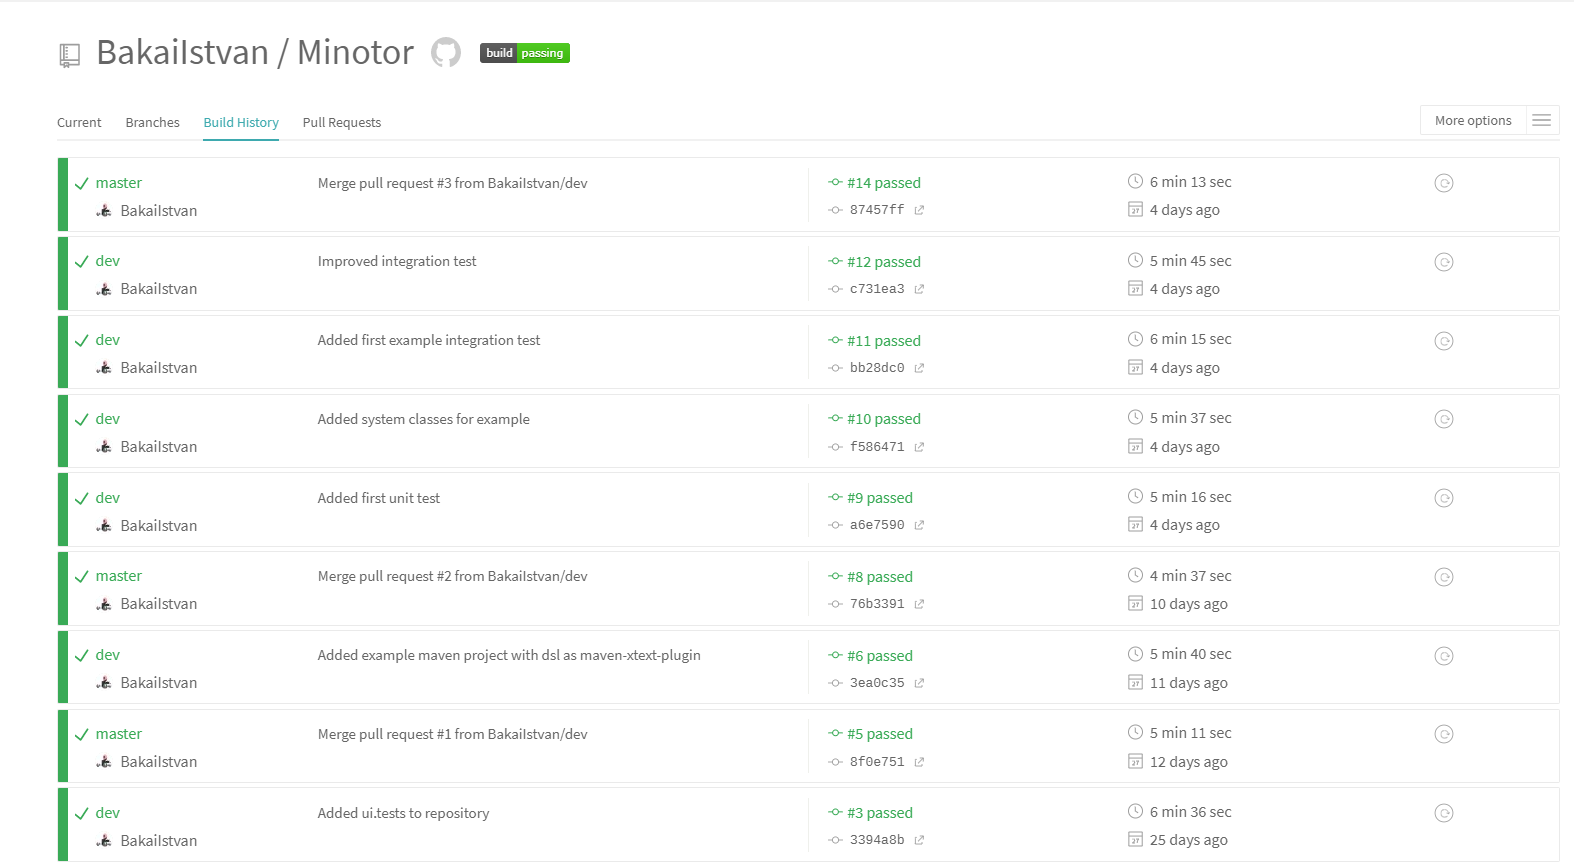 BakaiIstvan / Minotor build passing
Current Branches Build History Pull Requests More options
master Merge pull request #3 from BakaiIstvan/dev #14 passed 6 min 13 sec
BakaiIstvan 87457ff 4 days ago
dev Improved integration test #12 passed 5 min 45 sec
BakaiIstvan c731ea3 4 days ago
dev Added first example integration test #11 passed 6 min 15 sec
BakaiIstvan bb28dc0 4 days ago
dev Added system classes for example #10 passed 5 min 37 sec
BakaiIstvan f586471 4 days ago
dev Added first unit test #9 passed 5 min 16 sec
BakaiIstvan a6e7590 4 days ago
master Merge pull request #2 from BakaiIstvan/dev #8 passed 4 min 37 sec
BakaiIstvan 76b3391 10 days ago
dev Added example maven project with dsl as maven-xtext-plugin #6 passed 5 min 40 sec
BakaiIstvan 3ea0c35 11 days ago
master Merge pull request #1 from BakaiIstvan/dev #5 passed 5 min 11 sec
BakaiIstvan 8f0e751 12 days ago
dev Added ui.tests to repository #3 passed 6 min 36 sec
BakaiIstvan 3394a8b 25 days ago